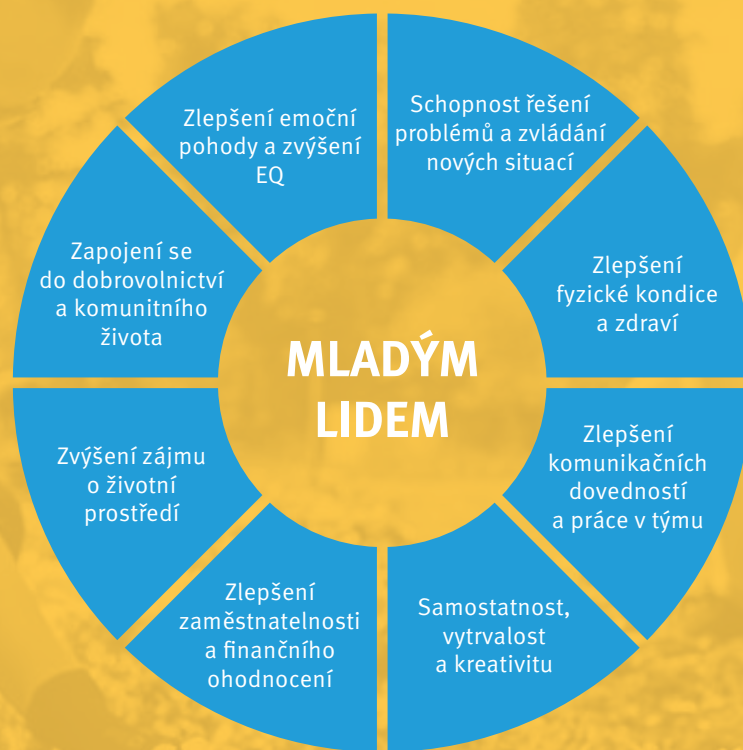 MLADÝM
LIDEM
Schopnost řešení
problémů a zvládání
nových situací
Zlepšení
fyzické kondice
a zdraví
Zlepšení
komunikačních
dovedností
a práce v týmu
Samostatnost,
vytrvalost
a kreativitu
Zlepšení
zaměstnatelnosti
a finančního
ohodnocení
Zvýšení zájmu
o životní
prostředí
Zapojení se
do dobrovolnictví
a komunitního
života
Zlepšení emoční
pohody a zvýšení
EQ